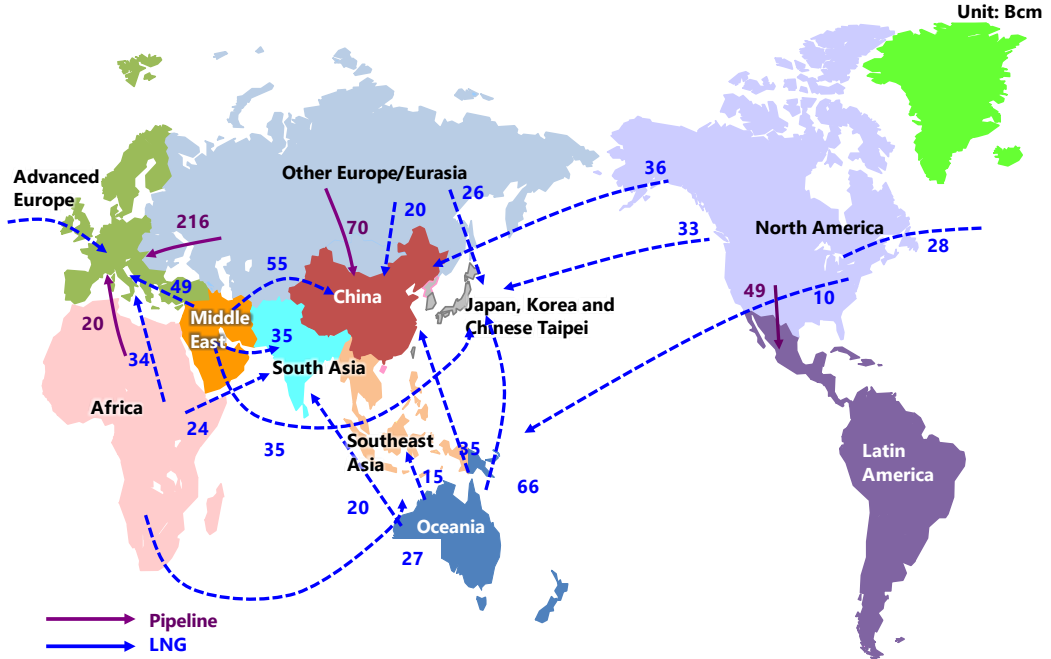 Unit: Bcm
Advanced
Europe
216
Other Europe/Eurasia
70
20
26
36
33
North America
28
55
49
China
Japan, Korea and
Chinese Taipei
49
10
20
Middle
East
35
34
South Asia
Africa
24
35
Southeast
Asia
35
15
66
20
Oceania
27
Latin
America
Pipeline
LNG